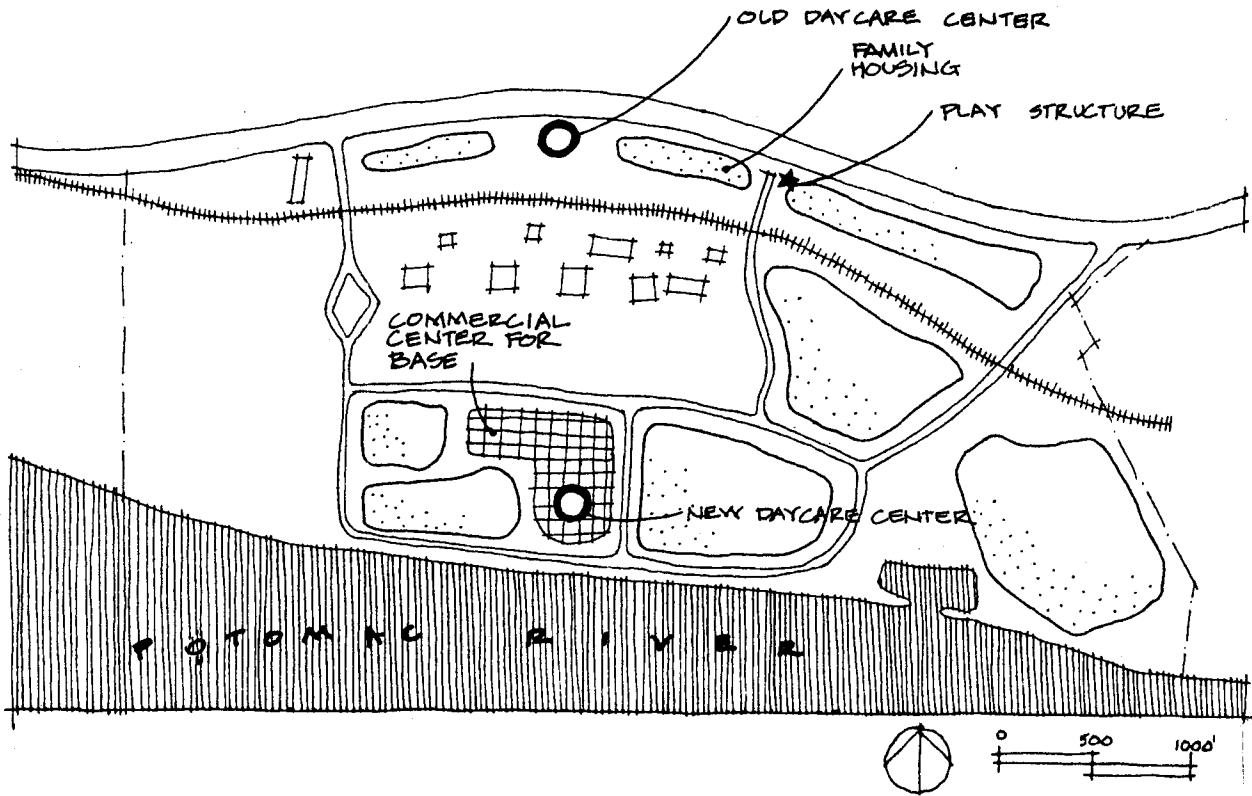 OLD DAYCARE CENTER
FAMILY
HOUSING
PLAY STRUCTURE
COMMERCIAL
CENTER FOR
BASE
NEW DAYCARE CENTER
POTOMAC RIVER
0 500 1000'